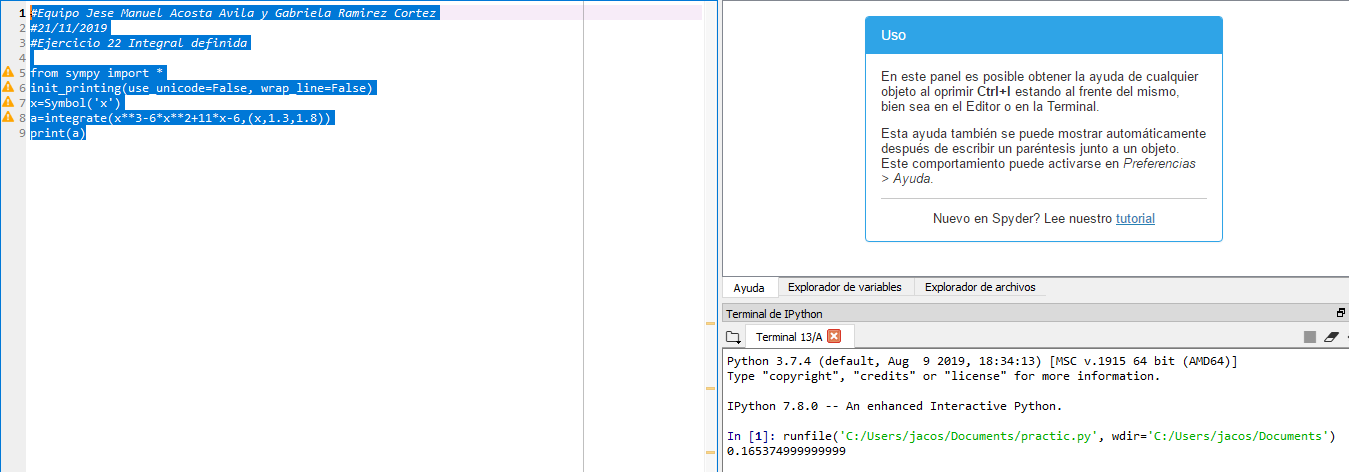 1 #Equipo Jese Manuel Acosta Avila y Gabriela Ramirez Cortez
2 #21/11/2019
3 #Ejercicio 22 Integral definida
4
5 from sympy import *
6 init_printing(use_unicode=False, wrap_line=False)
7 x=Symbol('x')
8 a=integrate(x**3-6*x**2+11*x-6,(x,1.3,1.8))
9 print(a)
Uso
En este panel es posible obtener la ayuda de cualquier
objeto al oprimir Ctrl+I estando al frente del mismo,
bien sea en el Editor o en la Terminal.
Esta ayuda también se puede mostrar automáticamente
después de escribir un paréntesis junto a un objeto.
Este comportamiento puede activarse en Preferencias
> Ayuda.
Nuevo en Spyder? Lee nuestro tutorial
Ayuda Explorador de variables Explorador de archivos
Terminal de IPython
Terminal 13/A
Python 3.7.4 (default, Aug  9 2019, 18:34:13) [MSC v.1915 64 bit (AMD64)]
Type "copyright", "credits" or "license" for more information.
IPython 7.8.0 -- An enhanced Interactive Python.
In [1]: runfile('C:/Users/jacos/Documents/practic.py', wdir='C:/Users/jacos/Documents')
0.165374999999999